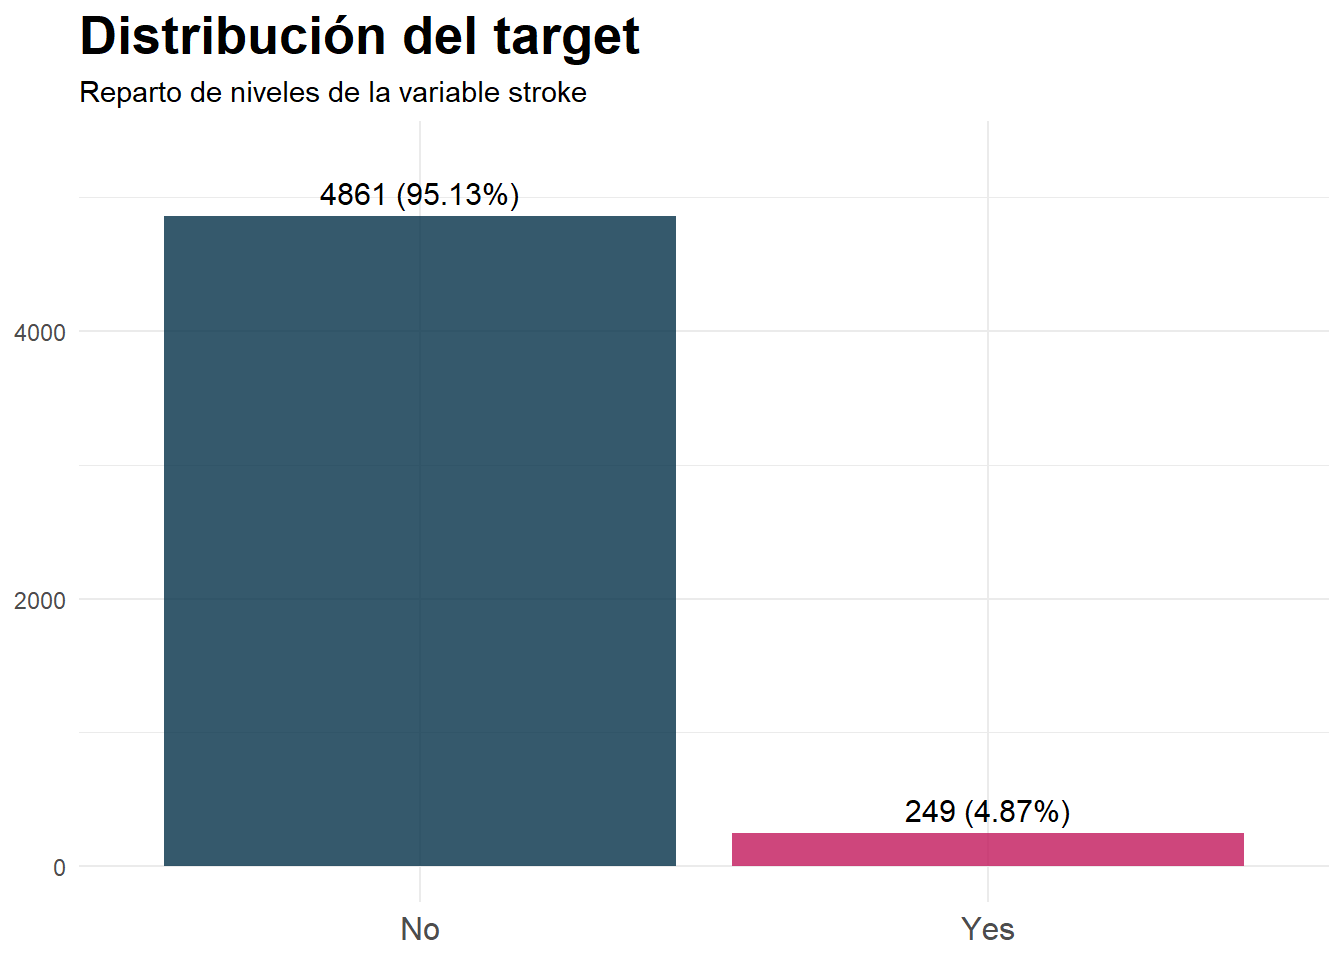 Distribución del target
Reparto de niveles de la variable stroke
4861 (95.13%)
4000
2000
249 (4.87%)
0
No
Yes